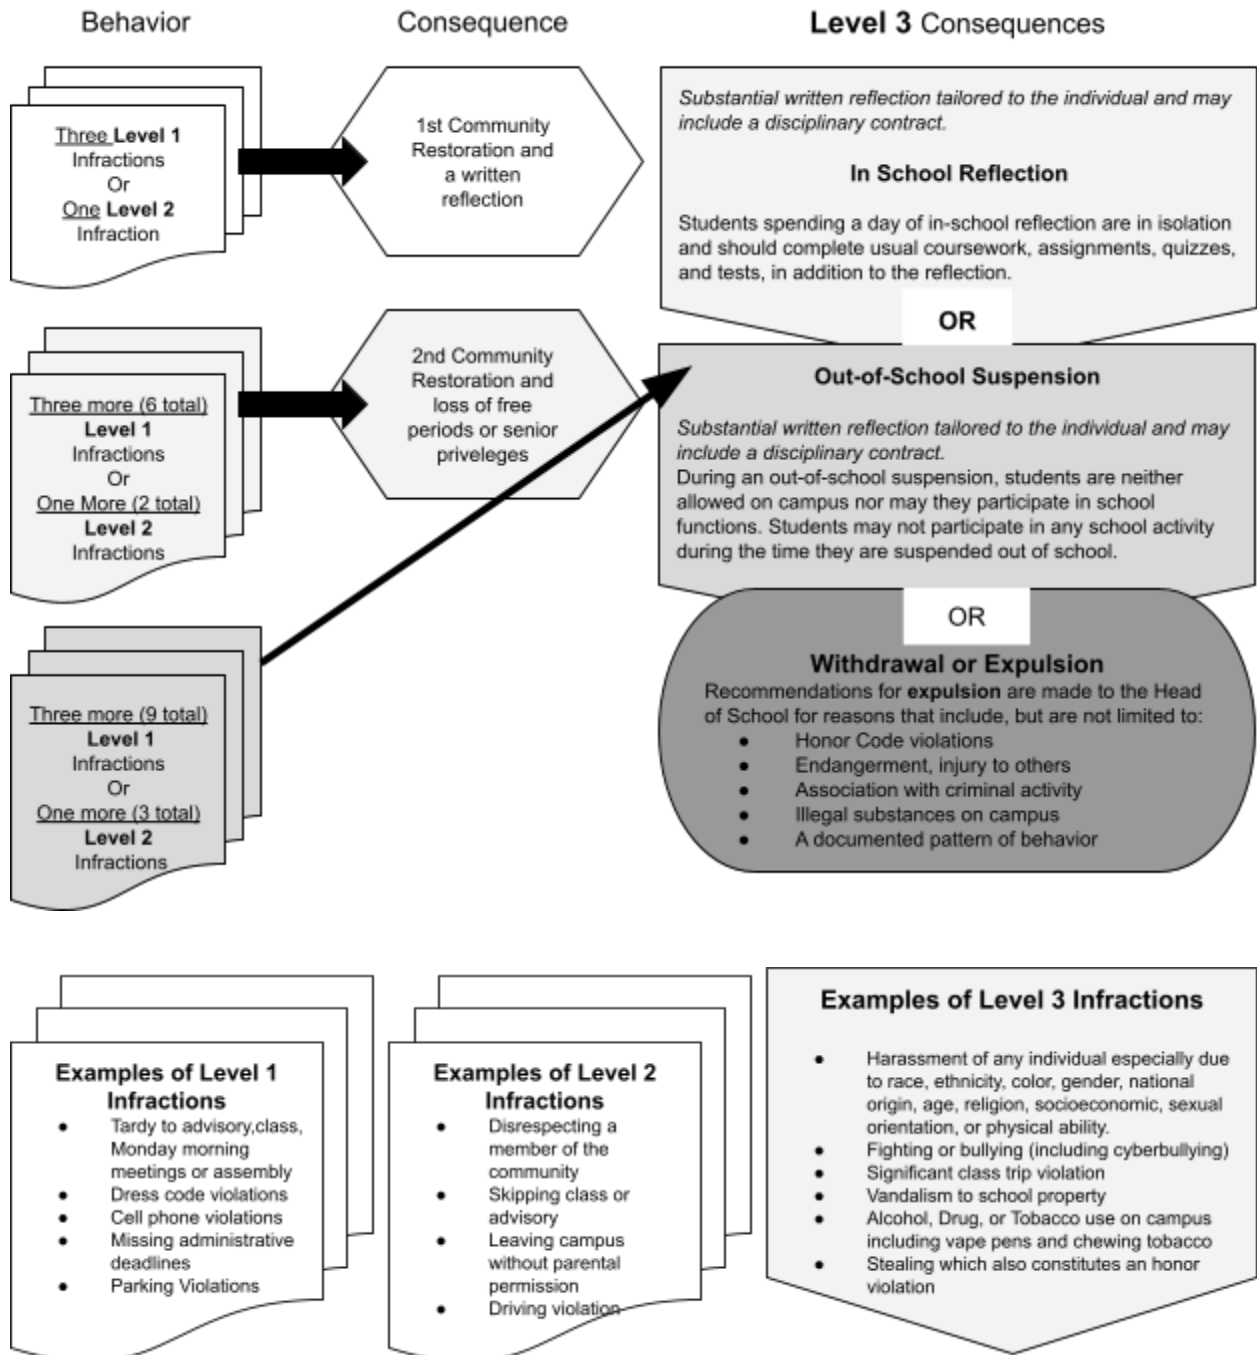 Behavior
Consequence
Level 3 Consequences
Three Level 1
Infractions
Or
One Level 2
Infraction
1st Community
Restoration and
a written
reflection
Substantial written reflection tailored to the individual and may
include a disciplinary contract.
In School Reflection
Students spending a day of in-school reflection are in isolation
and should complete usual coursework, assignments, quizzes,
and tests, in addition to the reflection.
OR
Three more (6 total)
Level 1
Infractions
Or
One More (2 total)
Level 2
Infractions
2nd Community
Restoration and
loss of free
periods or senior
priveleges
Out-of-School Suspension
Substantial written reflection tailored to the individual and may
include a disciplinary contract.
During an out-of-school suspension, students are neither
allowed on campus nor may they participate in school
functions. Students may not participate in any school activity
during the time they are suspended out of school.
OR
Three more (9 total)
Level 1
Infractions
Or
One more (3 total)
Level 2
Infractions
Withdrawal or Expulsion
Recommendations for expulsion are made to the Head
of School for reasons that include, but are not limited to:
● Honor Code violations
● Endangerment, injury to others
● Association with criminal activity
● Illegal substances on campus
● A documented pattern of behavior
Examples of Level 1
Infractions
● Tardy to advisory,class,
Monday morning
meetings or assembly
● Dress code violations
● Cell phone violations
● Missing administrative
deadlines
● Parking Violations
Examples of Level 2
Infractions
● Disrespecting a
member of the
community
● Skipping class or
advisory
● Leaving campus
without parental
permission
● Driving violation
Examples of Level 3 Infractions
● Harassment of any individual especially due
to race, ethnicity, color, gender, national
origin, age, religion, socioeconomic, sexual
orientation, or physical ability.
● Fighting or bullying (including cyberbullying)
● Significant class trip violation
● Vandalism to school property
● Alcohol, Drug, or Tobacco use on campus
including vape pens and chewing tobacco
● Stealing which also constitutes an honor
violation